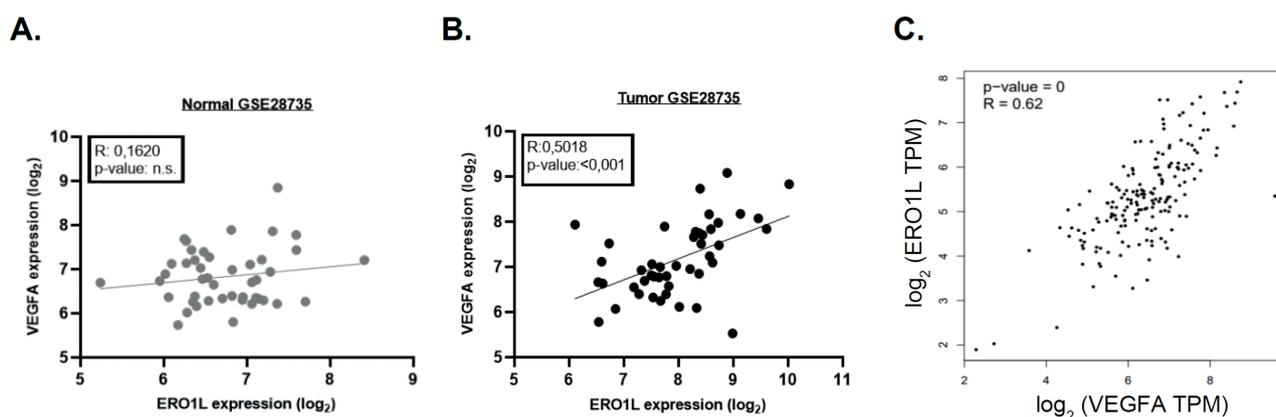 A.
Normal GSE28735
R: 0,1620
p-value: n.s.
VEGFA expression (log2)
10
9
8
7
6
5
5
6
7
8
9
ERO1L expression (log2)
B.
Tumor GSE28735
R:0,5018
p-value:<0,001
VEGFA expression (log2)
10
9
8
7
6
5
5
6
7
8
9
10
11
ERO1L expression (log2)
C.
p-value = 0
R = 0.62
log2 (ERO1L TPM)
8
7
6
5
4
3
2
2
4
6
8
log2 (VEGFA TPM)